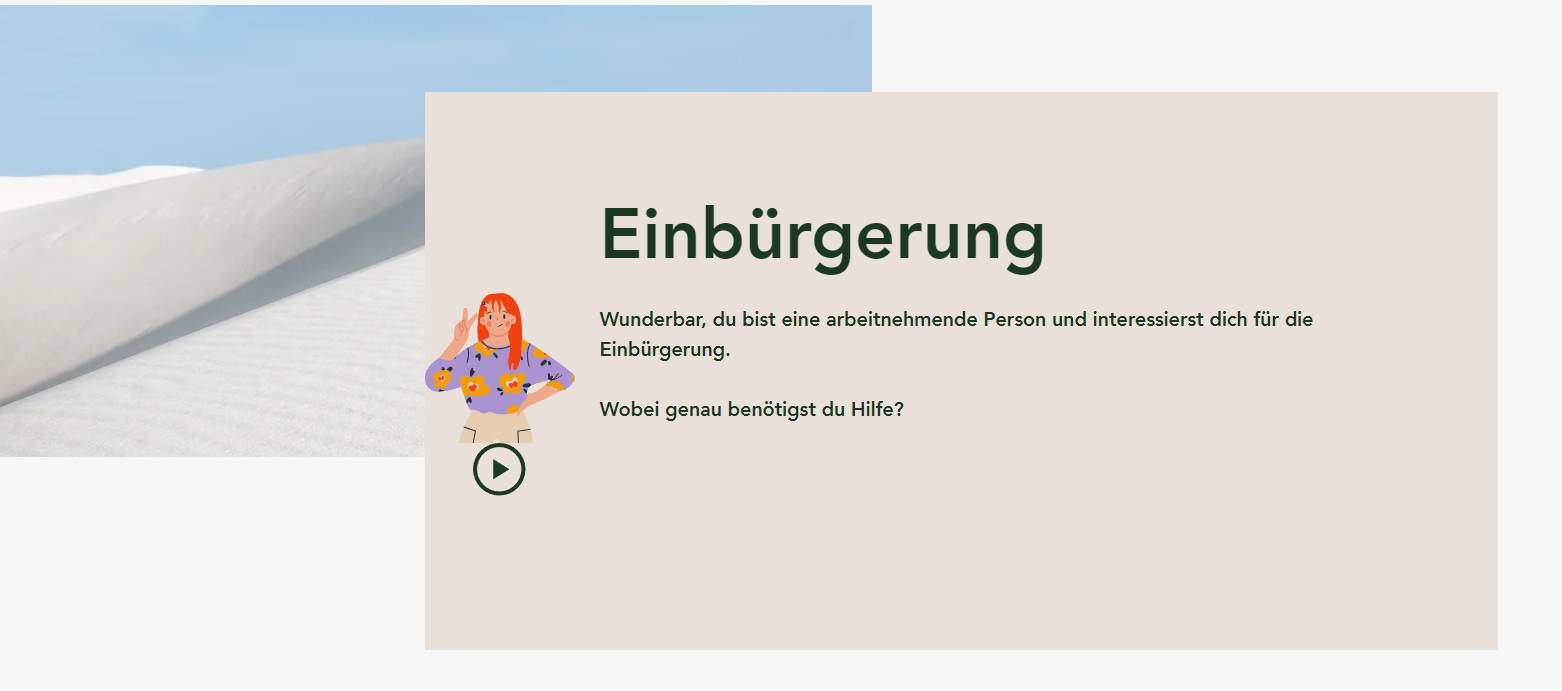 Einbürgerung
Wunderbar, du bist eine arbeitnehmende Person und interessierst dich für die
Einbürgerung.
Wobei genau benötigst du Hilfe?